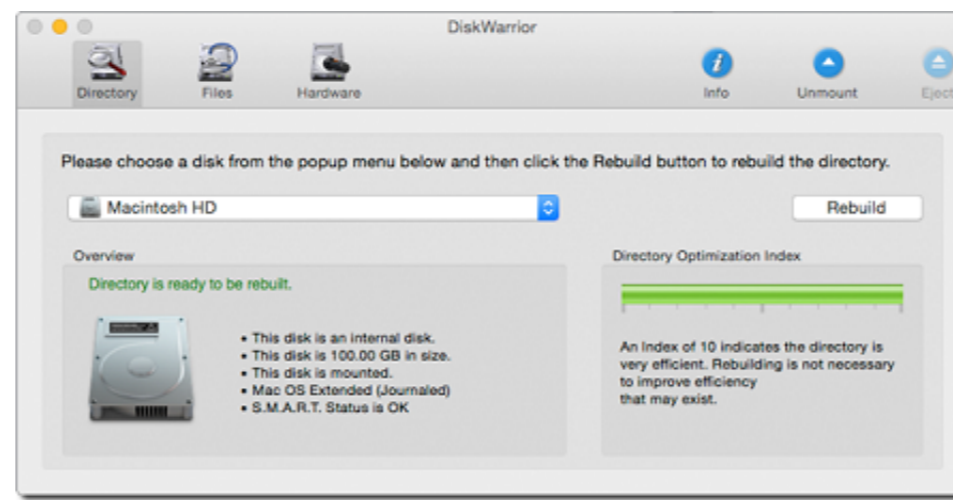 DiskWarrior
Directory Files Hardware Info Unmount Eject
Please choose a disk from the popup menu below and then click the Rebuild button to rebuild the directory.
Macintosh HD
Rebuild
Overview
Directory is ready to be rebuilt.
• This disk is an internal disk.
• This disk is 100.00 GB in size.
• This disk is mounted.
• Mac OS Extended (Journaled)
• S.M.A.R.T. Status is OK
Directory Optimization Index
An Index of 10 indicates the directory is
very efficient. Rebuilding is not necessary
to improve efficiency
that may exist.